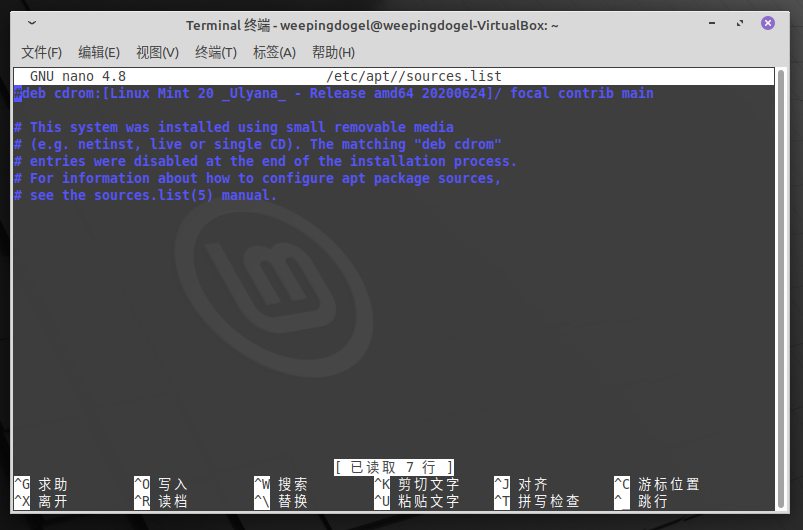 Terminal 终端 - weepingdogel@weepingdogel-VirtualBox: ~
文件(F) 编辑(E) 视图(V) 终端(T) 标签(A) 帮助(H)
GNU nano 4.8 /etc/apt//sources.list
#deb cdrom:[Linux Mint 20 _Ulyana_ - Release amd64 20200624]/ focal contrib main
# This system was installed using small removable media
# (e.g. netinst, live or single CD). The matching "deb cdrom"
# entries were disabled at the end of the installation process.
# For information about how to configure apt package sources,
# see the sources.list(5) manual.
[ 已读取 7 行 ]
^G 求助 ^O 写入 ^W 搜索 ^K 剪切文字 ^J 对齐 ^C 游标位置
^X 离开 ^R 读档 ^\ 替换 ^U 粘贴文字 ^T 拼写检查 ^_ 跳行